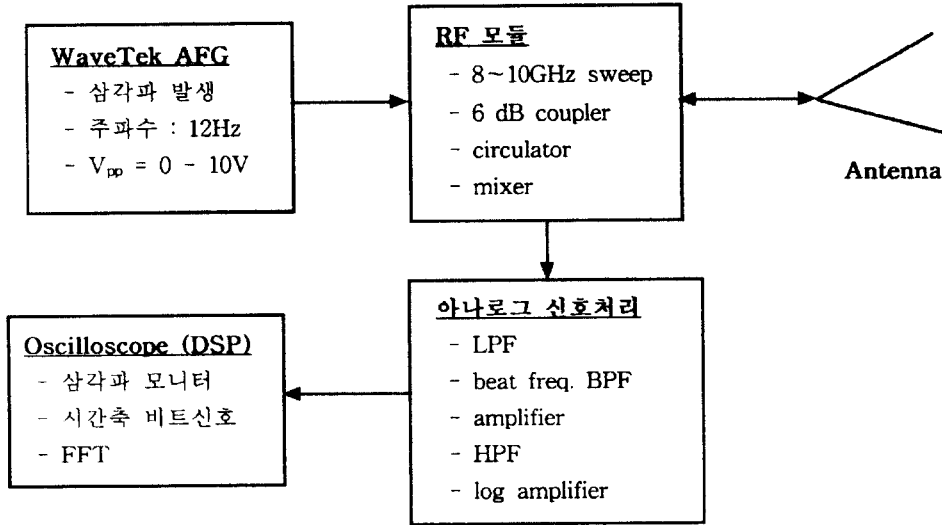 WaveTek AFG
- 삼각파 발생
- 주파수 : 12Hz
- Vpp = 0 - 10V
RF 모듈
- 8~10GHz sweep
- 6 dB coupler
- circulator
- mixer
Antenna
아나로그 신호처리
- LPF
- beat freq. BPF
- amplifier
- HPF
- log amplifier
Oscilloscope (DSP)
- 삼각파 모니터
- 시간축 비트신호
- FFT